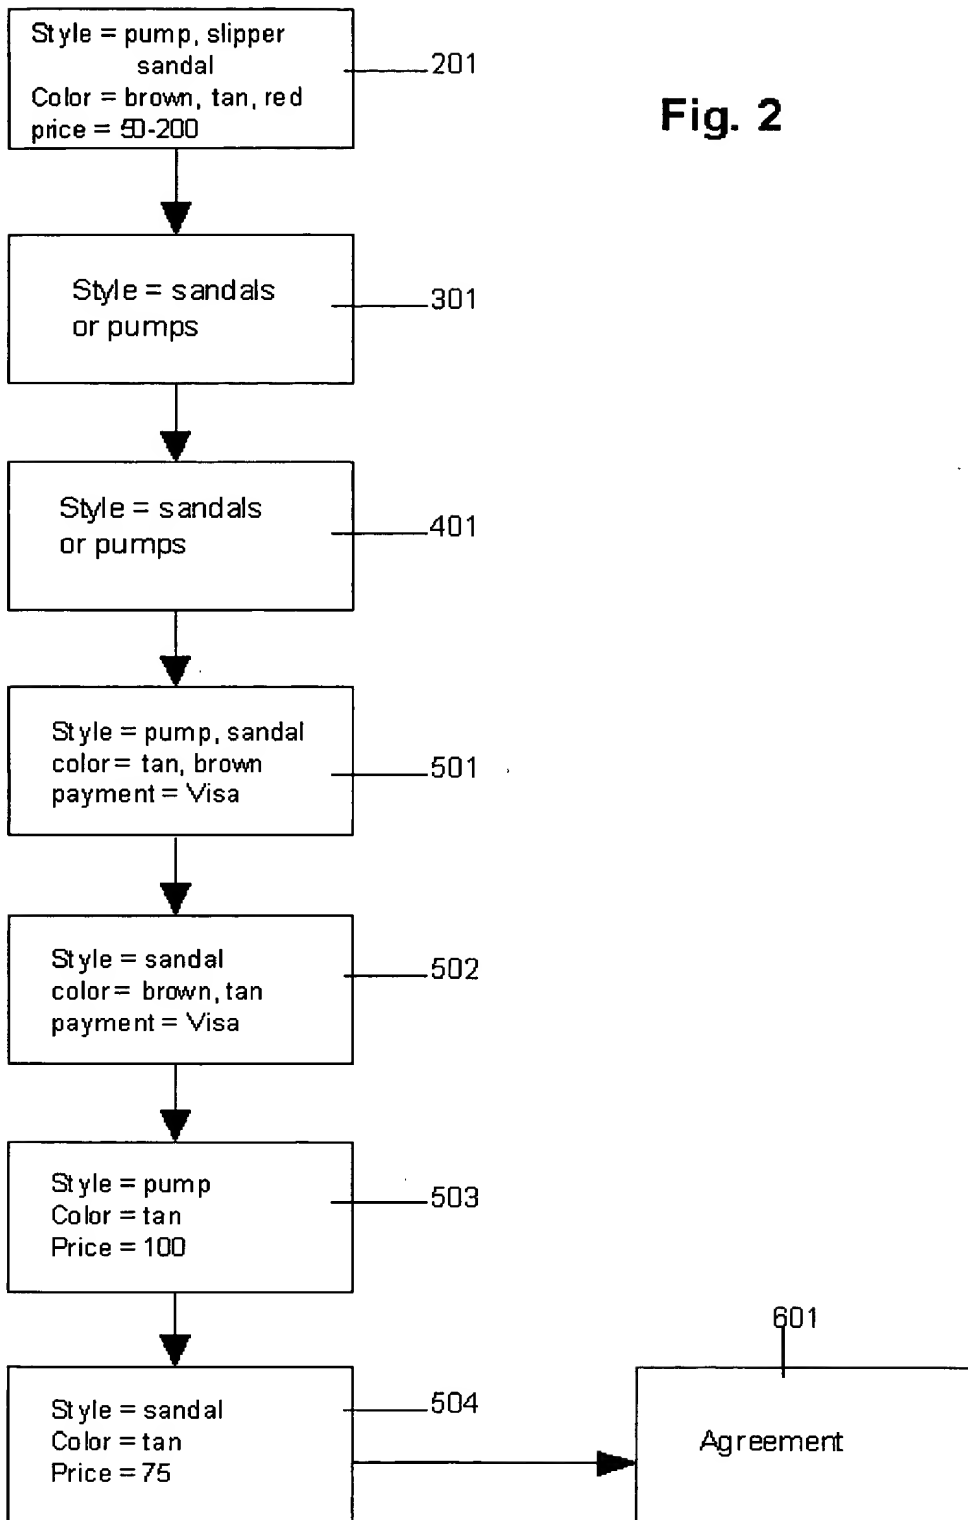 Style = pump, slipper
sandal
Color = brown, tan, red
price = 50-200
201
Fig. 2
Style = sandals
or pumps
301
Style = sandals
or pumps
401
Style = pump, sandal
color = tan, brown
payment = Visa
501
Style = sandal
color = brown, tan
payment = Visa
502
Style = pump
Color = tan
Price = 100
503
Style = sandal
Color = tan
Price = 75
504
601
Agreement